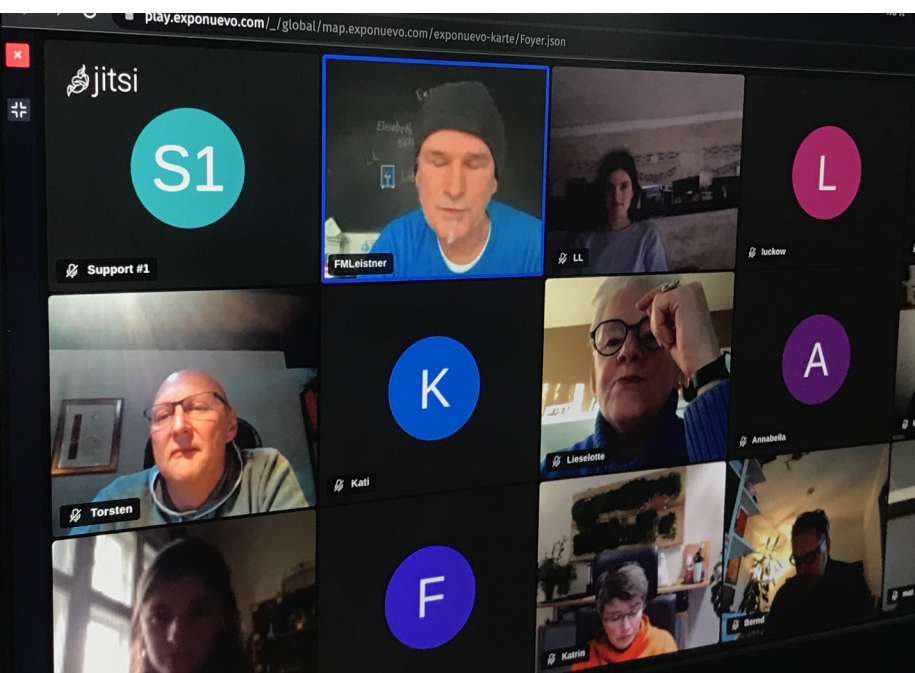 play.exponuevo.com/_/global/map.exponuevo.com/exponuevo-karte/Foyer.json
jitsi
S1
L
Support #1
FMLeistner
LL
luckow
K
A
Torsten
Kati
Lieselotte
Annabella
F
Katrin
Bernd